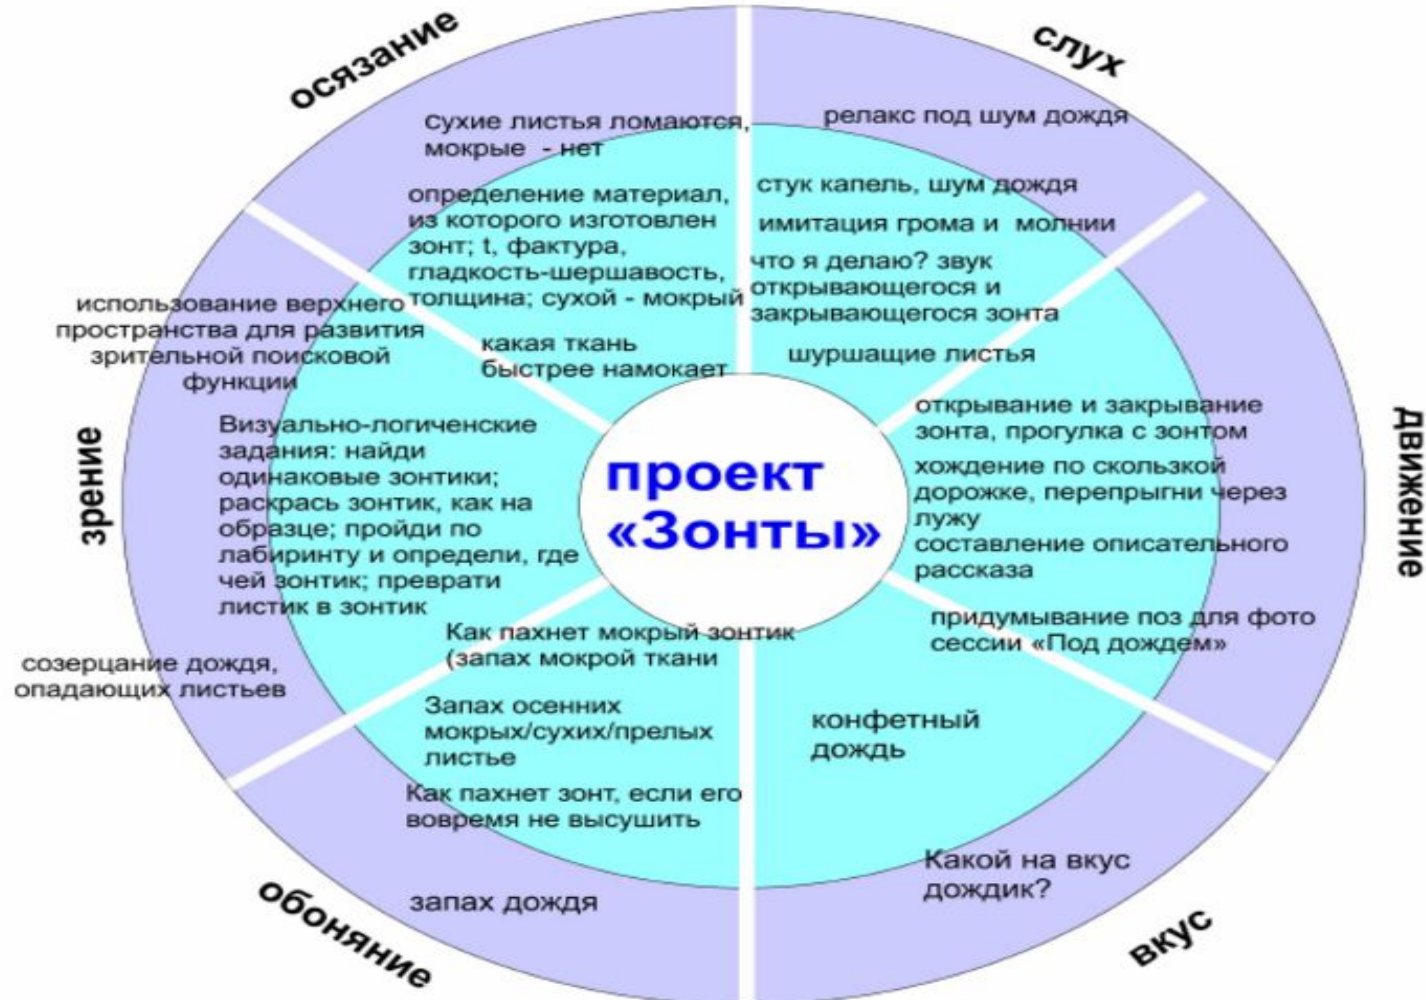 осязание
сухие листья ломаются,
мокрые - нет
определение материал,
из которого изготовлен
зонт; t, фактура,
гладкость-шершавость,
толщина; сухой - мокрый
какая ткань
быстрее намокает
слух
релакс под шум дождя
стук капель, шум дождя
имитация грома и молнии
что я делаю? звук
открывающегося и
закрывающегося зонта
шуршащие листья
движение
открывание и закрывание
зонта, прогулка с зонтом
хождение по скользкой
дорожке, перепрыгни через
лужу
составление описательного
рассказа
придумывание поз для фото
сессии «Под дождем»
вкус
конфетный
дождь
Какой на вкус
дождик?
обоняние
Как пахнет мокрый зонтик
(запах мокрой ткани
Запах осенних
мокрых/сухих/прелых
листье
Как пахнет зонт, если его
вовремя не высушить
запах дождя
зрение
использование верхнего
пространства для развития
зрительной поисковой
функции
Визуально-логиченские
задания: найди
одинаковые зонтики;
раскрась зонтик, как на
образце; пройди по
лабиринту и определи, где
чей зонтик; преврати
листик в зонтик
созерцание дождя,
опадающих листьев
проект
«Зонты»